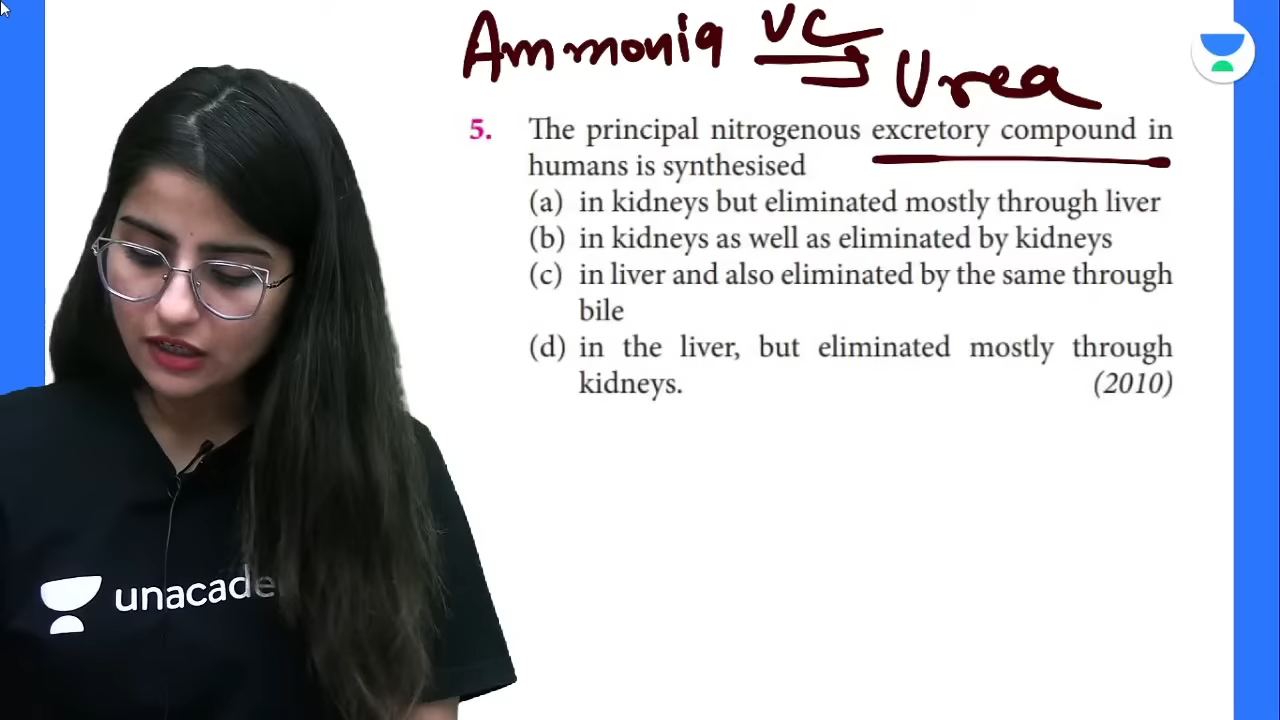 Ammonia UC Urea
5. The principal nitrogenous excretory compound in
humans is synthesised
(a) in kidneys but eliminated mostly through liver
(b) in kidneys as well as eliminated by kidneys
(c) in liver and also eliminated by the same through
bile
(d) in the liver, but eliminated mostly through
kidneys. (2010)
unacade